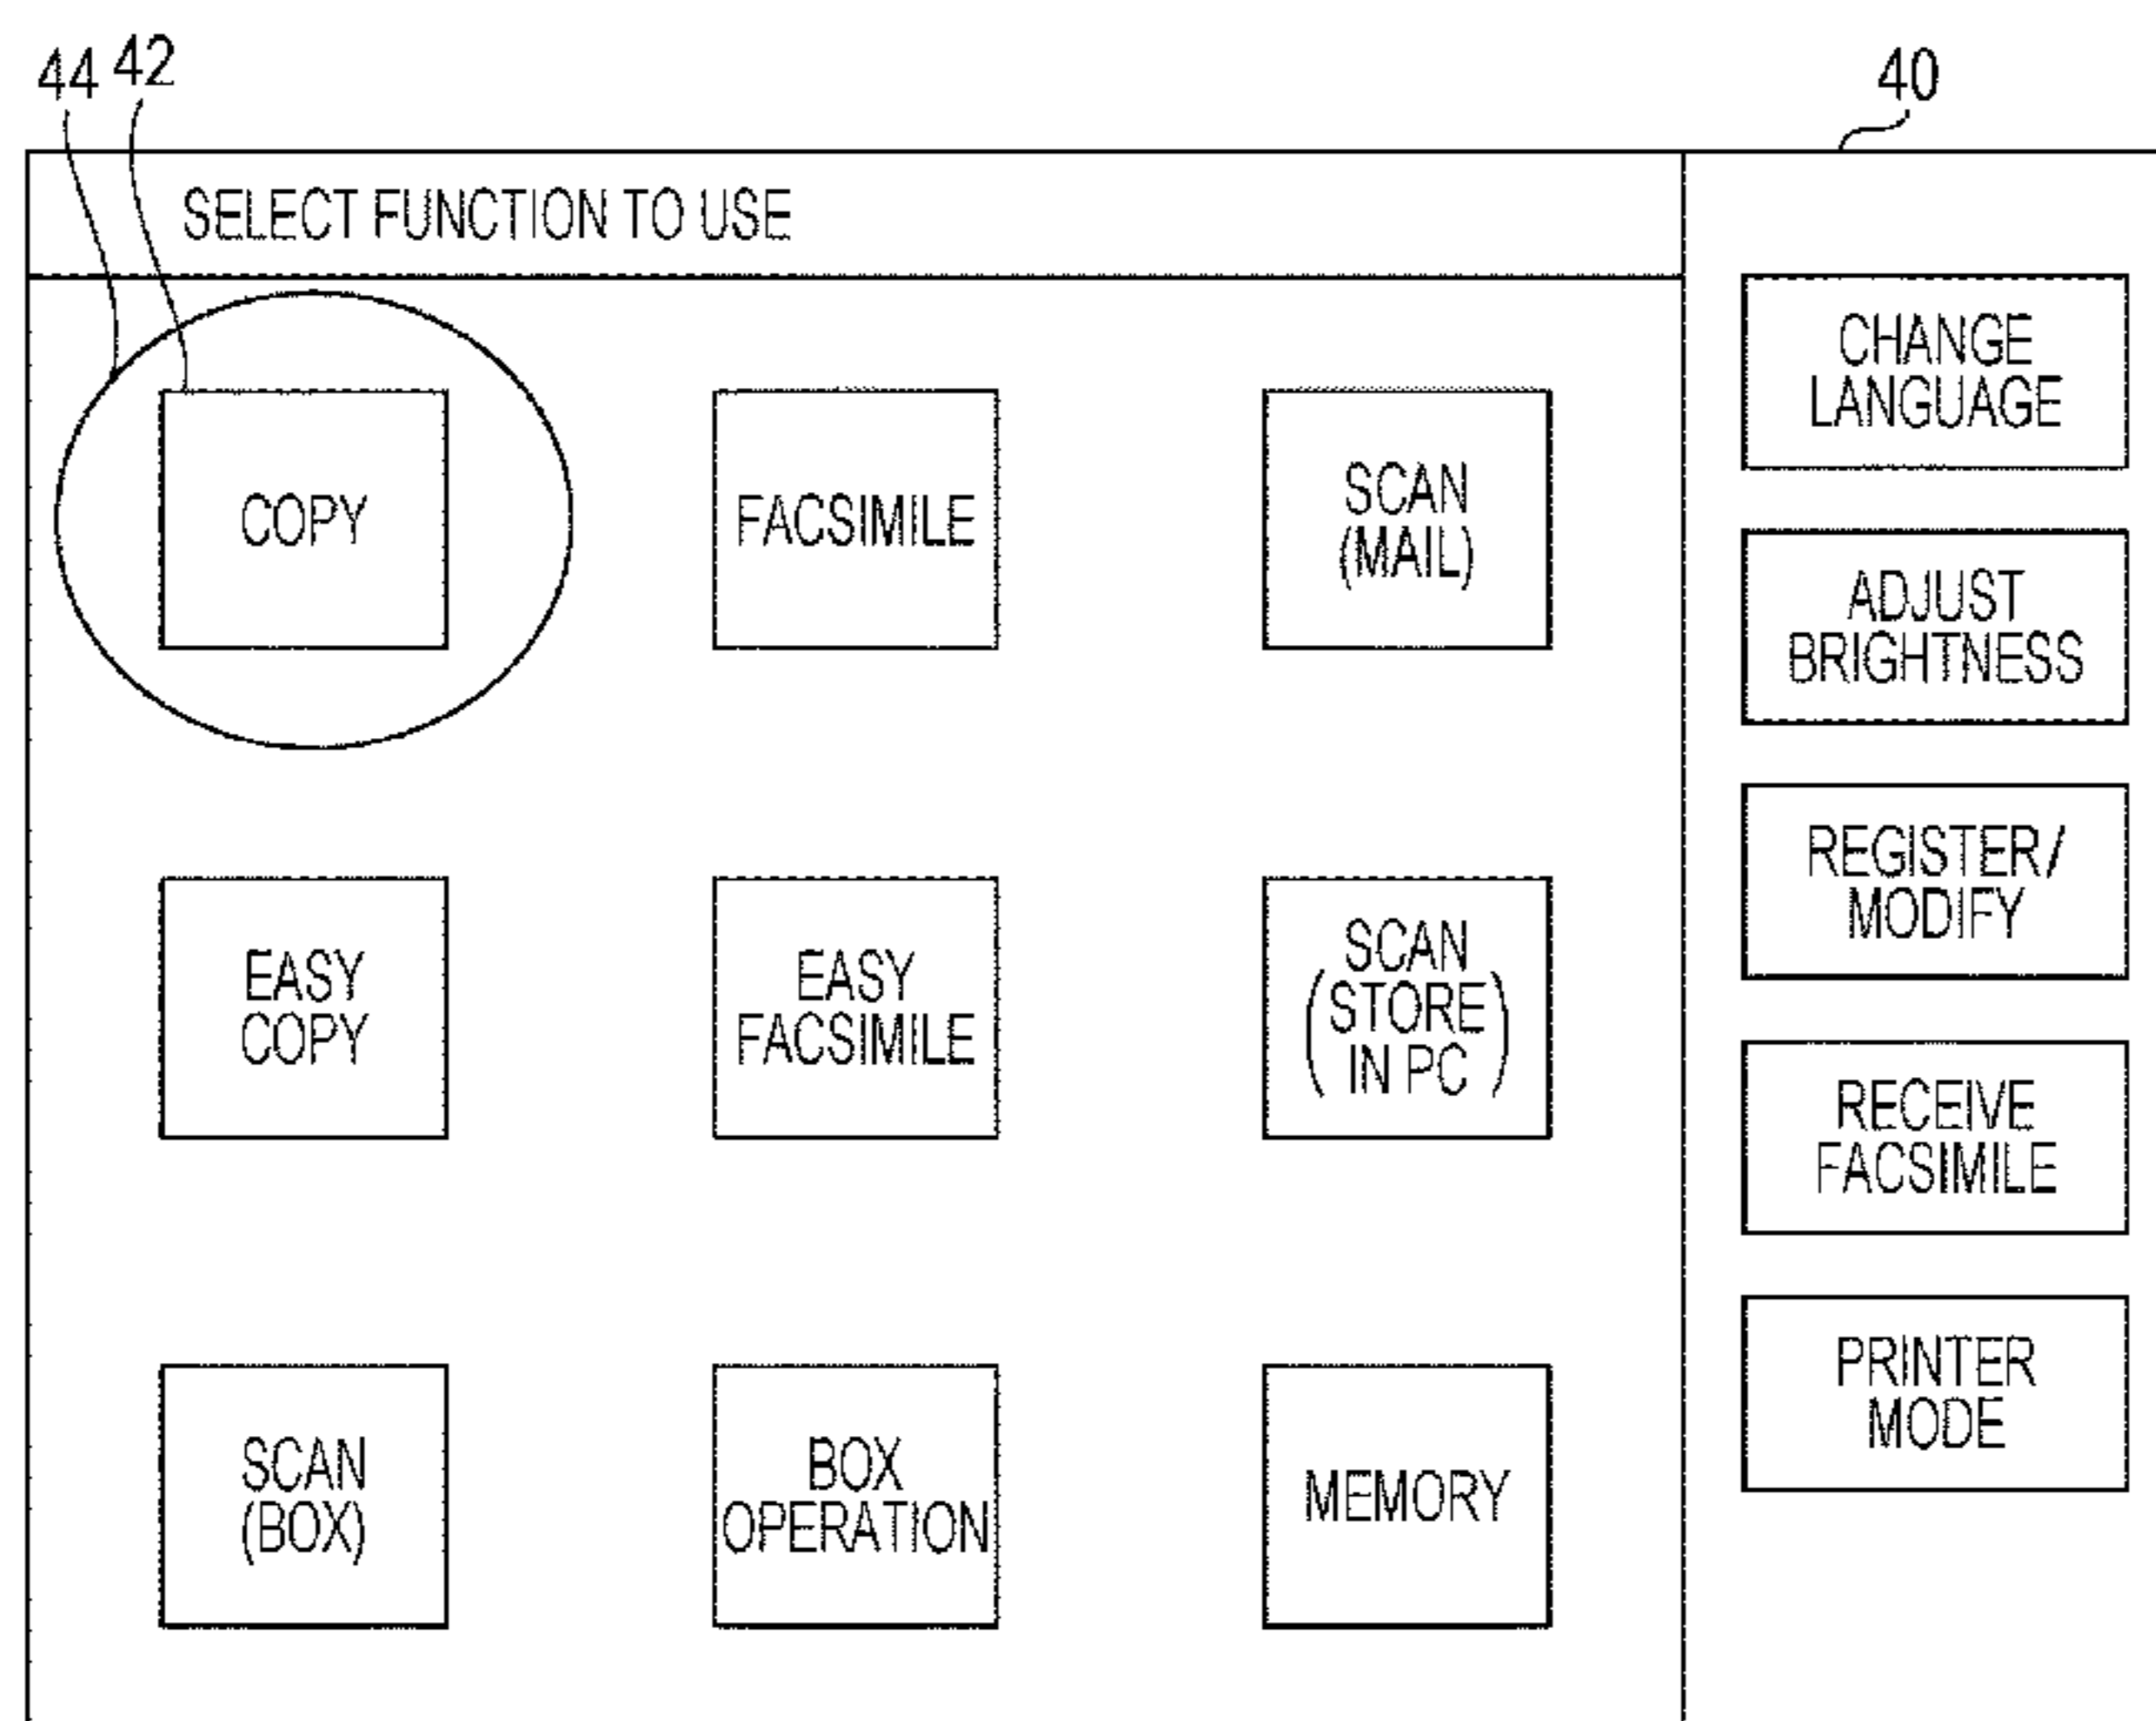 44 42
40
SELECT FUNCTION TO USE
COPY
FACSIMILE
SCAN
(MAIL)
EASY
COPY
EASY
FACSIMILE
SCAN
(STORE)
IN PC
SCAN
(BOX)
BOX
OPERATION
MEMORY
CHANGE
LANGUAGE
ADJUST
BRIGHTNESS
REGISTER/
MODIFY
RECEIVE
FACSIMILE
PRINTER
MODE